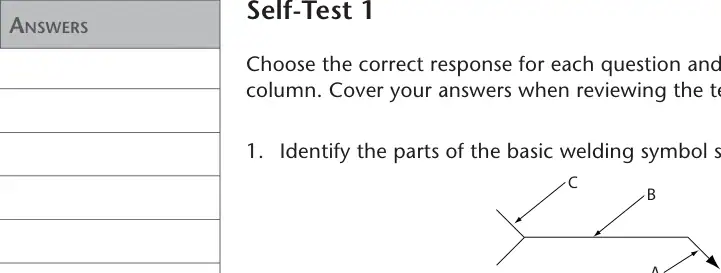 ANSWERS
Self-Test 1
Choose the correct response for each question and
column. Cover your answers when reviewing the te
1. Identify the parts of the basic welding symbol s
C
B
A